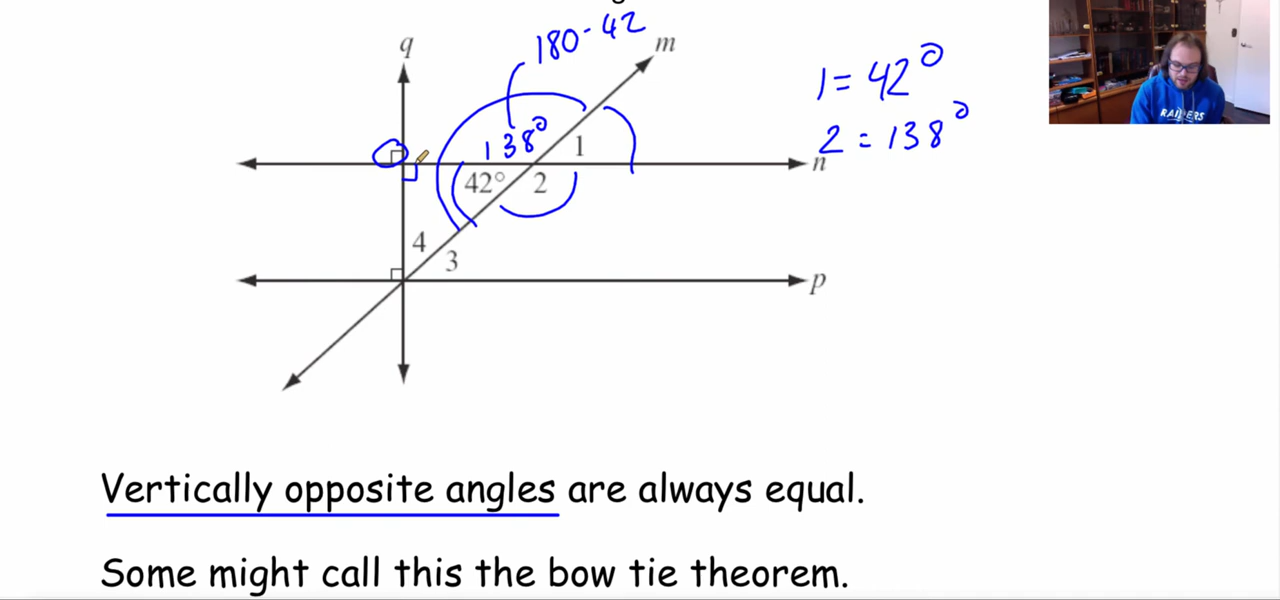 180-42
q
m
1 = 42°
138°
1
2 = 138°
n
42°
2
4
3
p
RAIDERS
Vertically opposite angles are always equal.
Some might call this the bow tie theorem.